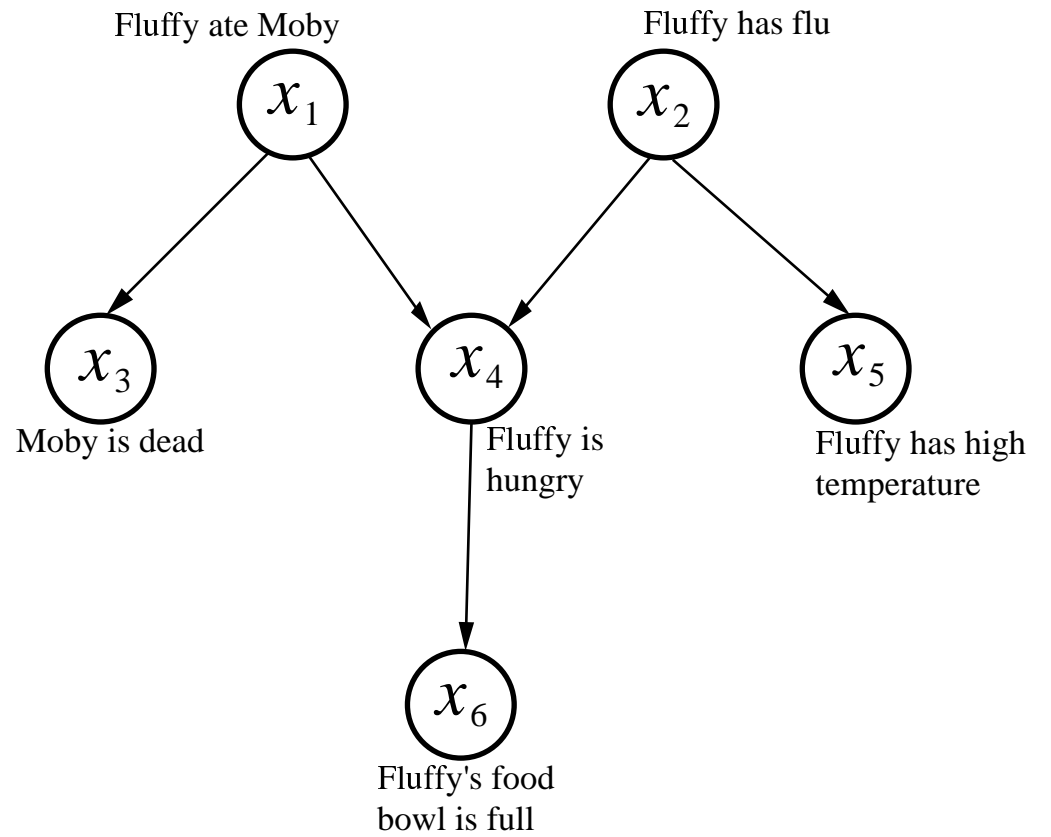 Fluffy ate Moby
Fluffy has flu
x₁
x₂
x₃
x₄
x₅
Moby is dead
Fluffy is
hungry
Fluffy has high
temperature
x₆
Fluffy's food
bowl is full